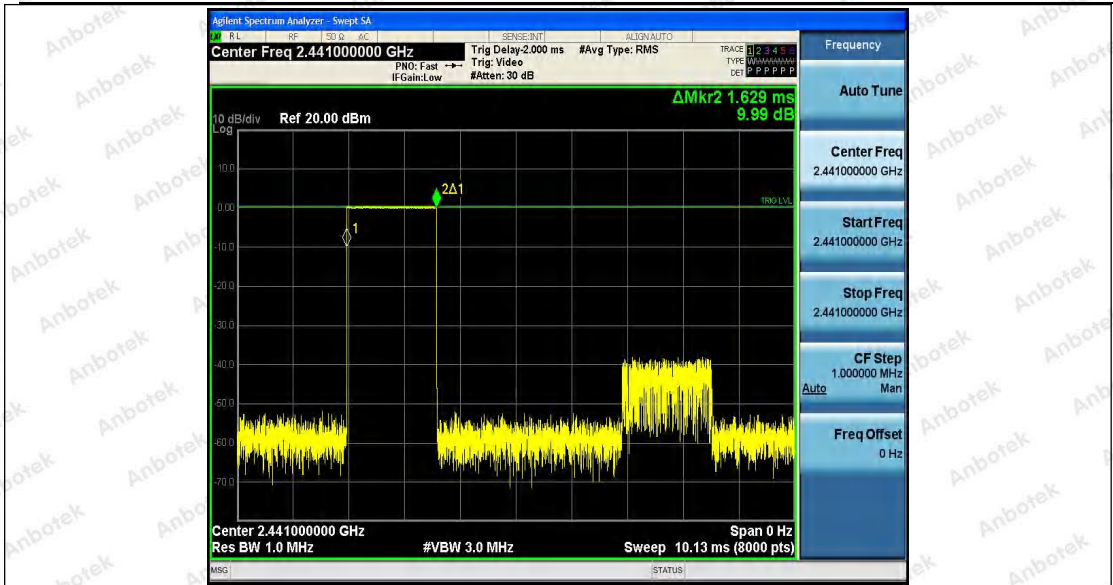 Agilent Spectrum Analyzer - Swept SA
RL RF 50 Ω AC SENSE:INT ALIGNAUTO
Center Freq 2.441000000 GHz
PNO: Fast
IFGain:Low
Trig Delay-2.000 ms
Trig: Video
#Atten: 30 dB
#Avg Type: RMS
TRACE 1 2 3 4 5 6
TYPE
DET P P P P P P
ΔMkr2 1.629 ms
9.99 dB
10 dB/div Ref 20.00 dBm
Log
10.0
0.00
-10.0
-20.0
-30.0
-40.0
-50.0
-60.0
-70.0
2Δ1
1
TRIG LVL
Center 2.441000000 GHz
Span 0 Hz
Res BW 1.0 MHz
#VBW 3.0 MHz
Sweep 10.13 ms (8000 pts)
MSG
STATUS
Frequency
Auto Tune
Center Freq
2.441000000 GHz
Start Freq
2.441000000 GHz
Stop Freq
2.441000000 GHz
CF Step
1.000000 MHz
Auto Man
Freq Offset
0 Hz
Anbotek